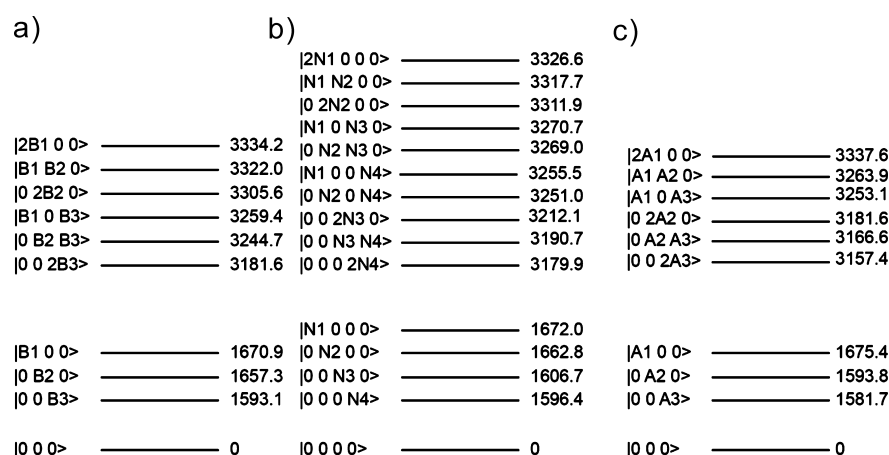 a)
|2B1 0 0> 3334.2
|B1 B2 0> 3322.0
|0 2B2 0> 3305.6
|B1 0 B3> 3259.4
|0 B2 B3> 3244.7
|0 0 2B3> 3181.6
|B1 0 0> 1670.9
|0 B2 0> 1657.3
|0 0 B3> 1593.1
|0 0 0> 0
b)
|2N1 0 0 0> 3326.6
|N1 N2 0 0> 3317.7
|0 2N2 0 0> 3311.9
|N1 0 N3 0> 3270.7
|0 N2 N3 0> 3269.0
|N1 0 0 N4> 3255.5
|0 N2 0 N4> 3251.0
|0 0 2N3 0> 3212.1
|0 0 N3 N4> 3190.7
|0 0 0 2N4> 3179.9
|N1 0 0 0> 1672.0
|0 N2 0 0> 1662.8
|0 0 N3 0> 1606.7
|0 0 0 N4> 1596.4
|0 0 0 0> 0
c)
|2A1 0 0> 3337.6
|A1 A2 0> 3263.9
|A1 0 A3> 3253.1
|0 2A2 0> 3181.6
|0 A2 A3> 3166.6
|0 0 2A3> 3157.4
|A1 0 0> 1675.4
|0 A2 0> 1593.8
|0 0 A3> 1581.7
|0 0 0> 0